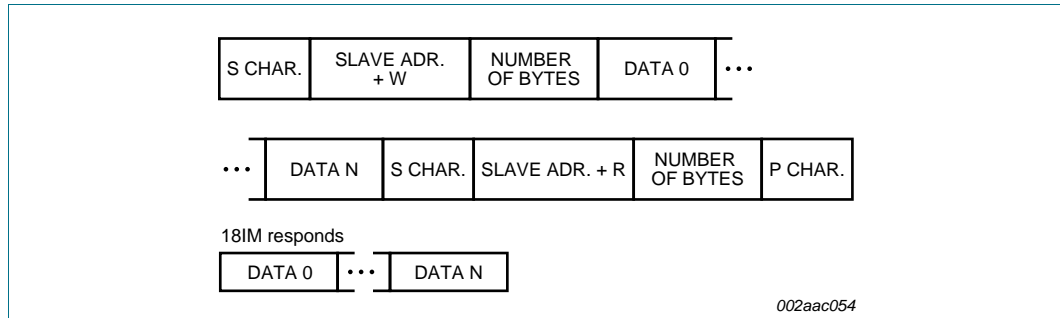 S CHAR. SLAVE ADR. + W NUMBER OF BYTES DATA 0 •••
••• DATA N S CHAR. SLAVE ADR. + R NUMBER OF BYTES P CHAR.
18IM responds
DATA 0 ••• DATA N
002aac054